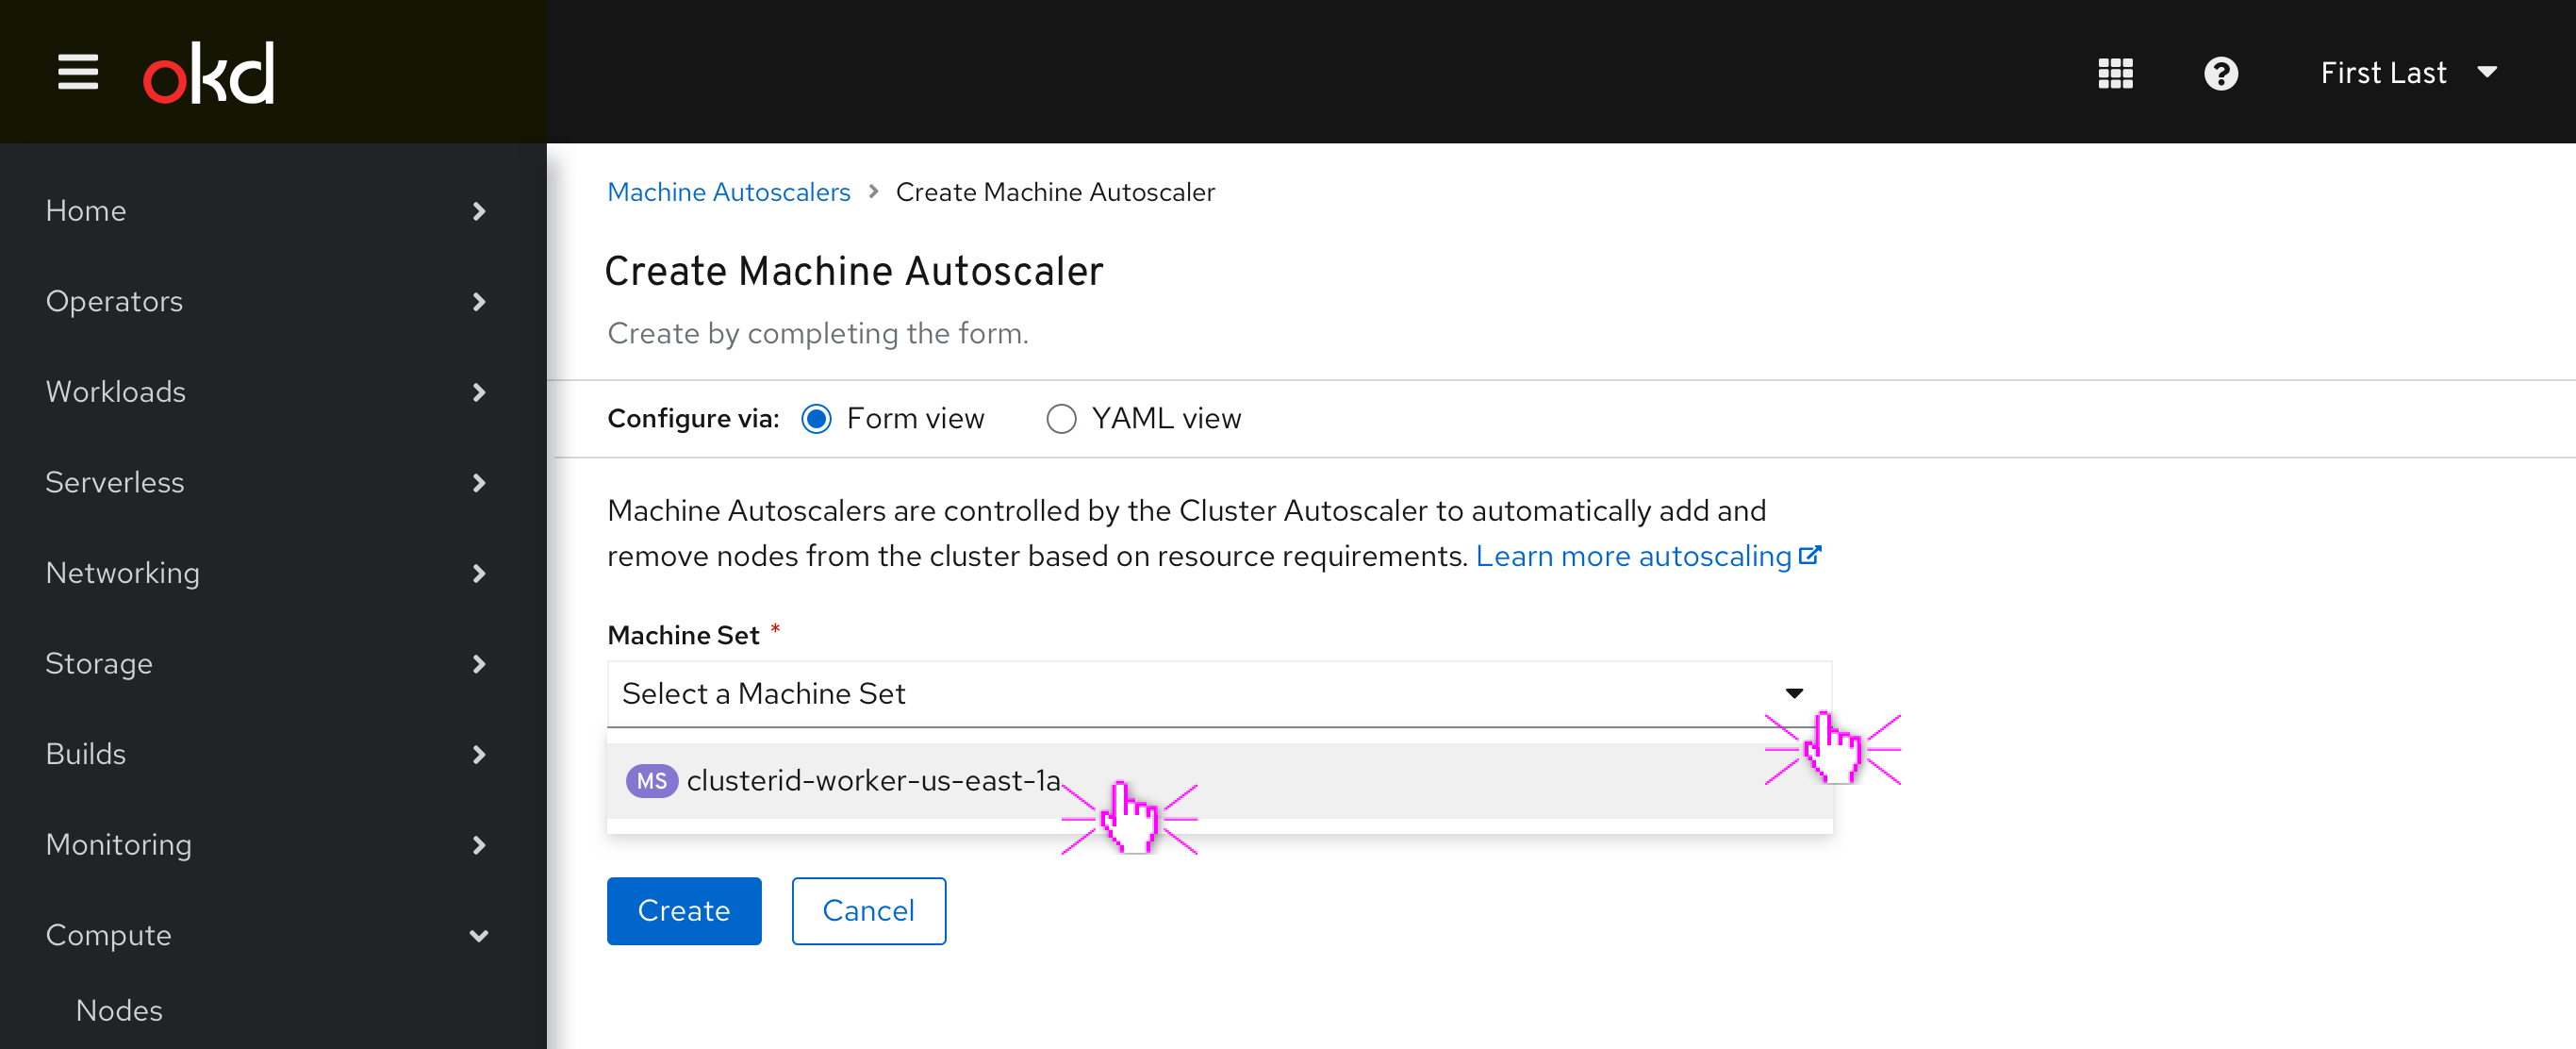 okd
First Last
Home
Operators
Workloads
Serverless
Networking
Storage
Builds
Monitoring
Compute
Nodes
Machine Autoscalers > Create Machine Autoscaler
Create Machine Autoscaler
Create by completing the form.
Configure via: Form view YAML view
Machine Autoscalers are controlled by the Cluster Autoscaler to automatically add and
remove nodes from the cluster based on resource requirements. Learn more autoscaling
Machine Set *
Select a Machine Set
MS clusterid-worker-us-east-1a
Create Cancel